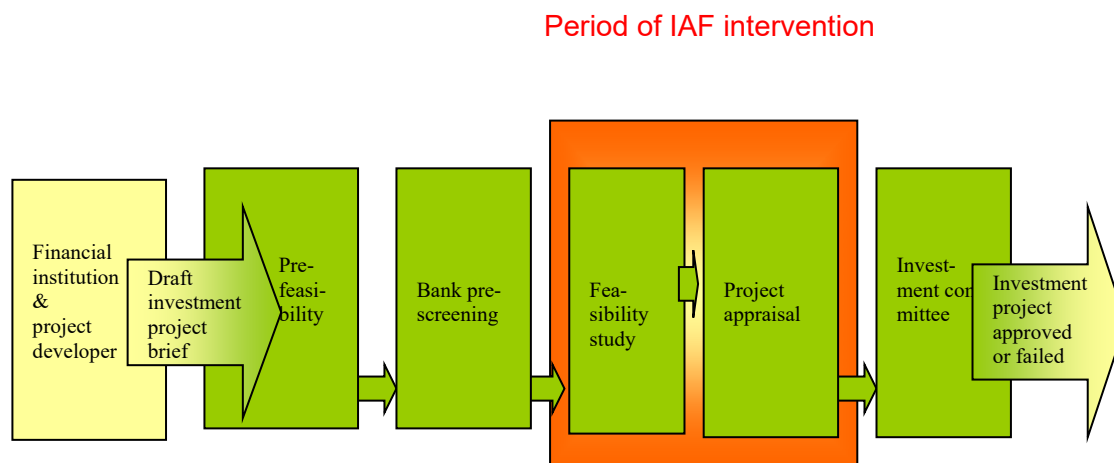 Period of IAF intervention
Financial
institution
&
project
developer
Draft
investment
project
brief
Pre-
feasi-
bility
Bank pre-
screening
Fea-
sibility
study
Project
appraisal
Invest-
ment com
mittee
Investment
project
approved
or failed